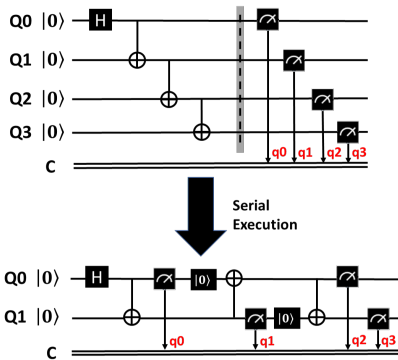 Q0 |0⟩ H
Q1 |0⟩
Q2 |0⟩
Q3 |0⟩
q0 q1 q2 q3
C
Serial
Execution
Q0 |0⟩ H |0⟩
Q1 |0⟩ |0⟩
q0 q1 q2 q3
C